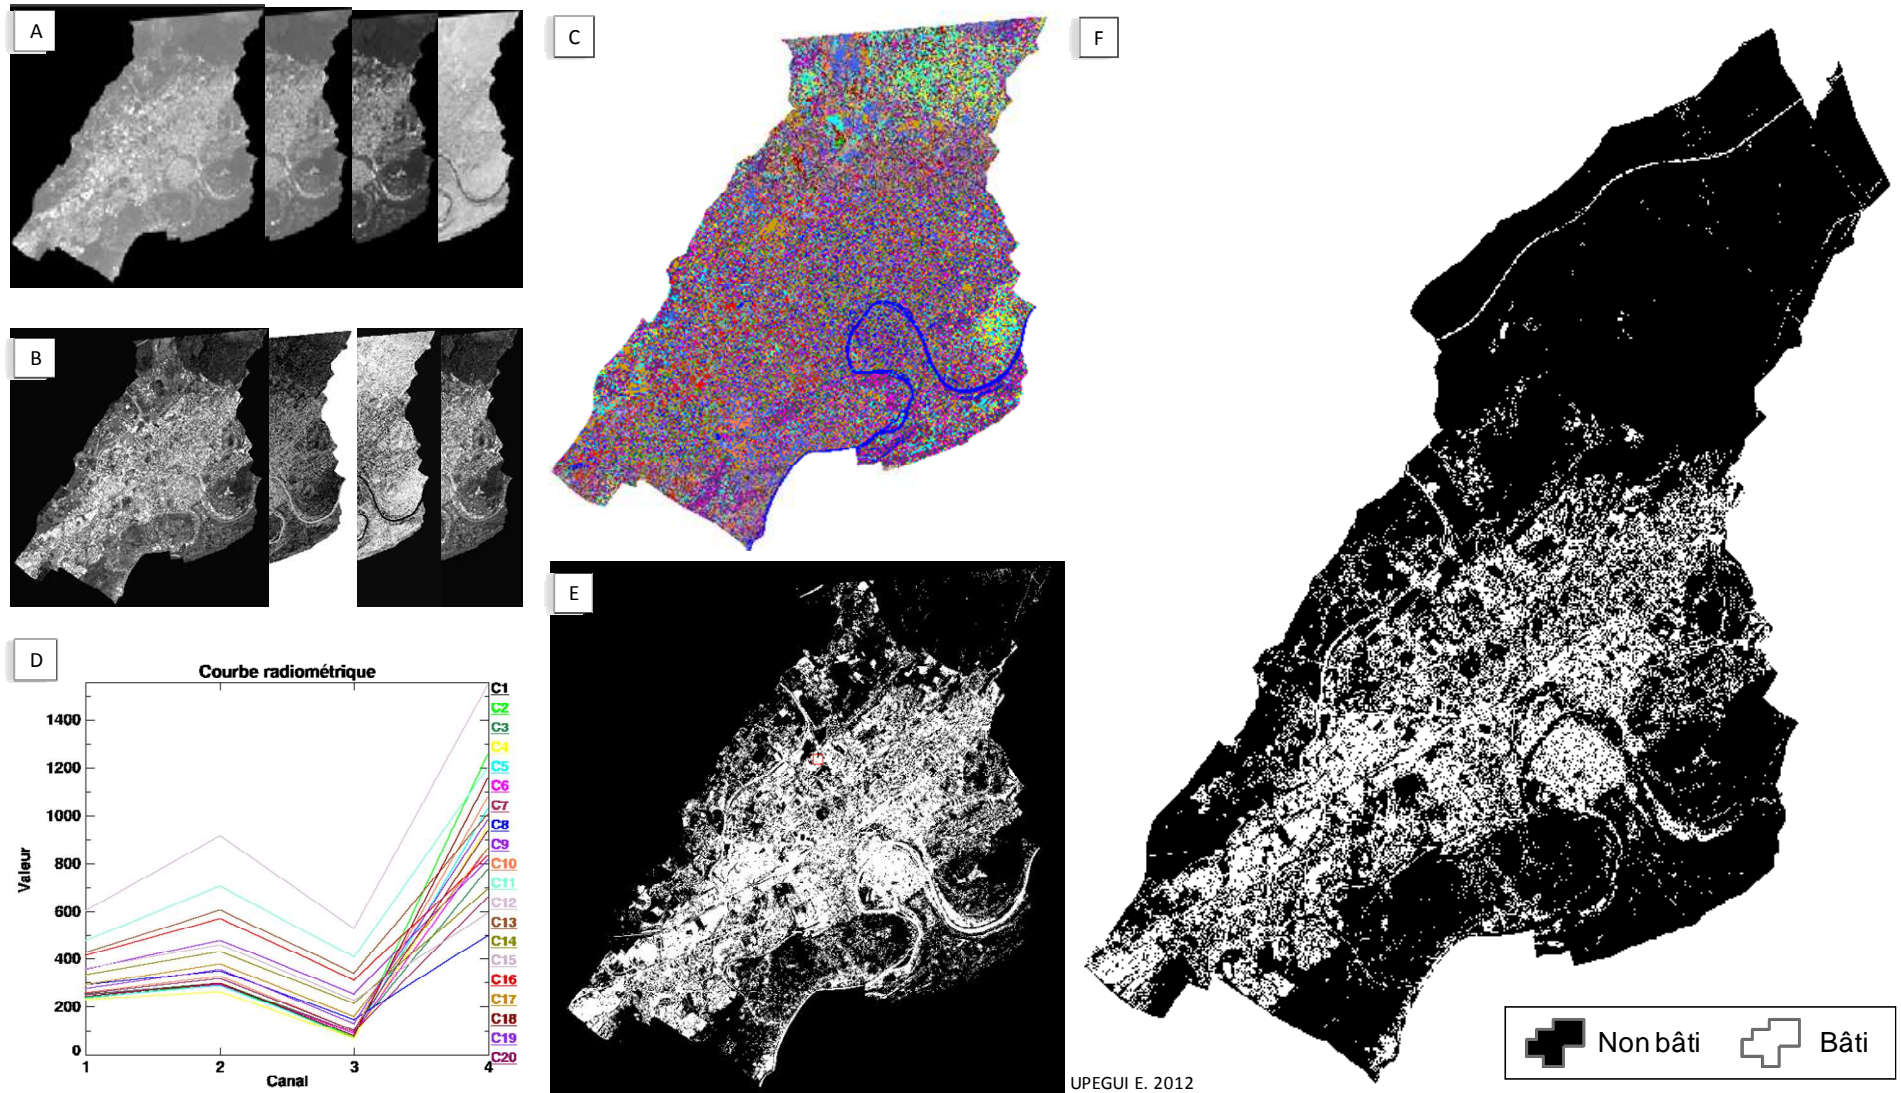 A
B
C
F
D
Courbe radiométrique
Valeur
1400
1200
1000
800
600
400
200
0
1
2
3
4
Canal
C1
C2
C3
C4
C5
C6
C7
C8
C9
C10
C11
C12
C13
C14
C15
C16
C17
C18
C19
C20
E
UPEGUI E. 2012
Non bâti
Bâti